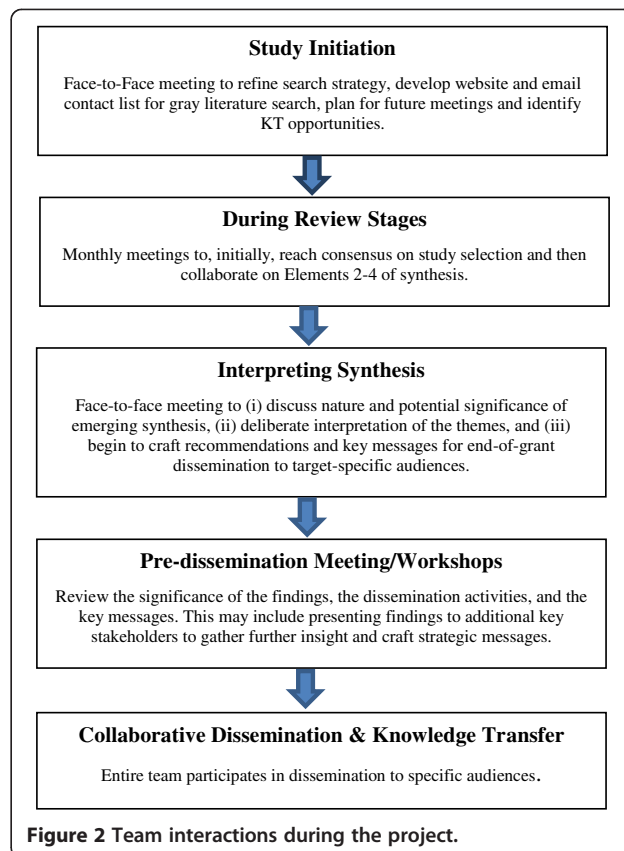 Study Initiation
Face-to-Face meeting to refine search strategy, develop website and email
contact list for gray literature search, plan for future meetings and identify
KT opportunities.
During Review Stages
Monthly meetings to, initially, reach consensus on study selection and then
collaborate on Elements 2-4 of synthesis.
Interpreting Synthesis
Face-to-face meeting to (i) discuss nature and potential significance of
emerging synthesis, (ii) deliberate interpretation of the themes, and (iii)
begin to craft recommendations and key messages for end-of-grant
dissemination to target-specific audiences.
Pre-dissemination Meeting/Workshops
Review the significance of the findings, the dissemination activities, and the
key messages. This may include presenting findings to additional key
stakeholders to gather further insight and craft strategic messages.
Collaborative Dissemination & Knowledge Transfer
Entire team participates in dissemination to specific audiences.
Figure 2 Team interactions during the project.